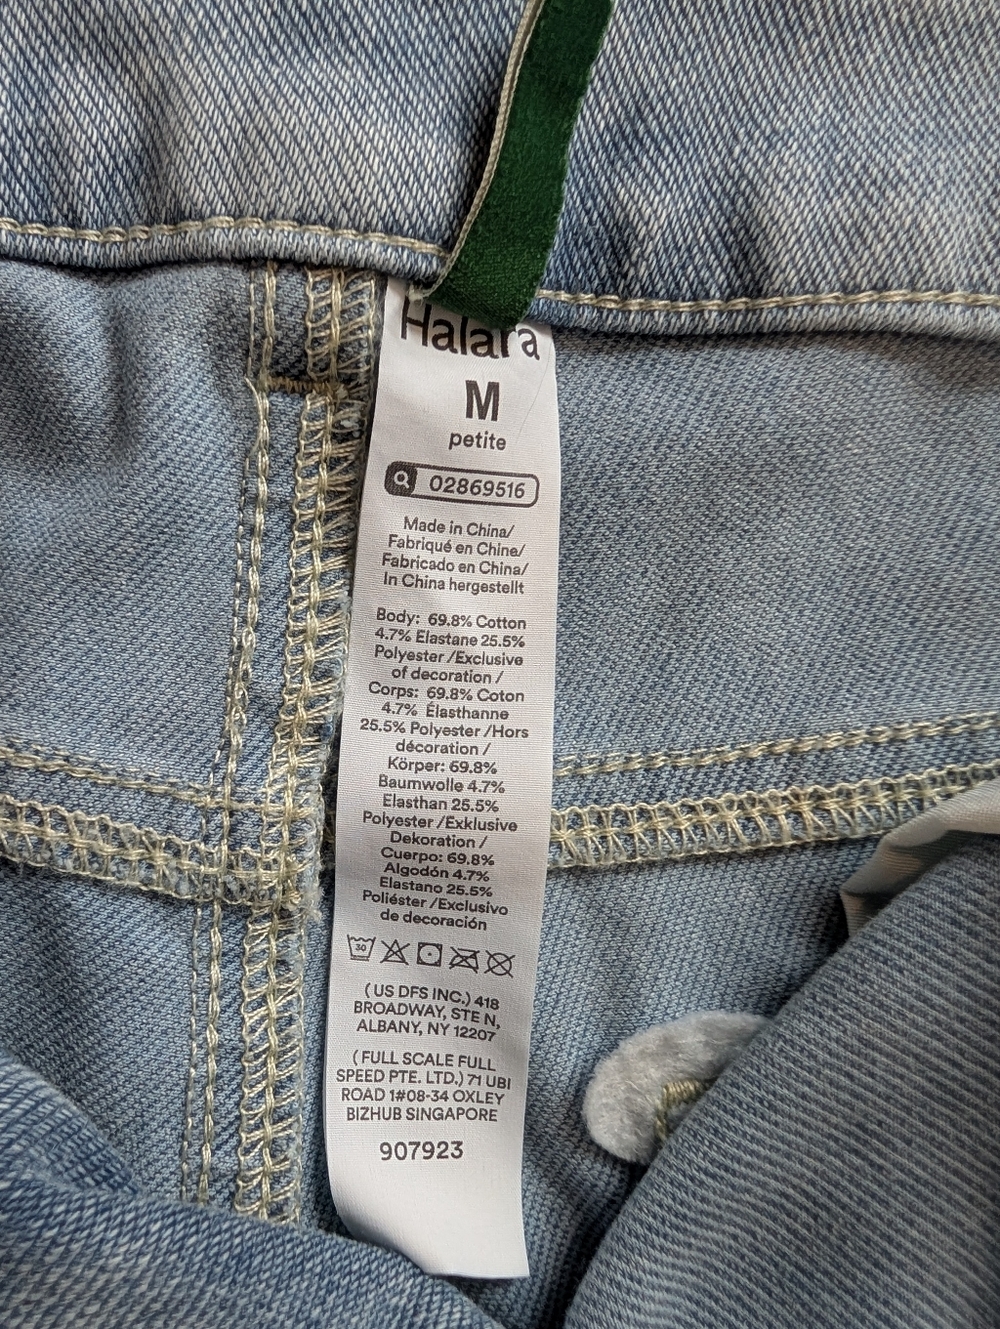 Halara
M
petite
02869516
Made in China/
Fabriqué en Chine/
Fabricado en China/
In China hergestellt
Body: 69.8% Cotton
4.7% Elastane 25.5%
Polyester /Exclusive
of decoration /
Corps: 69.8% Coton
4.7% Élasthanne
25.5% Polyester /Hors
décoration /
Körper: 69.8%
Baumwolle 4.7%
Elasthan 25.5%
Polyester /Exklusive
Dekoration /
Cuerpo: 69.8%
Algodón 4.7%
Elastano 25.5%
Poliéster /Exclusivo
de decoración
30
(US DFS INC.) 418
BROADWAY, STE N,
ALBANY, NY 12207
(FULL SCALE FULL
SPEED PTE. LTD.) 71 UBI
ROAD 1#08-34 OXLEY
BIZHUB SINGAPORE
907923